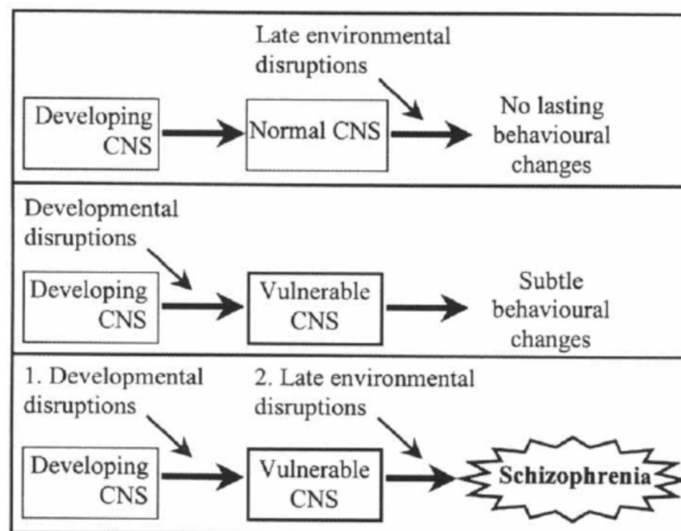 Late environmental
disruptions
Developing
CNS
Normal CNS
No lasting
behavioural
changes
Developmental
disruptions
Developing
CNS
Vulnerable
CNS
Subtle
behavioural
changes
1. Developmental
disruptions
2. Late environmental
disruptions
Developing
CNS
Vulnerable
CNS
Schizophrenia